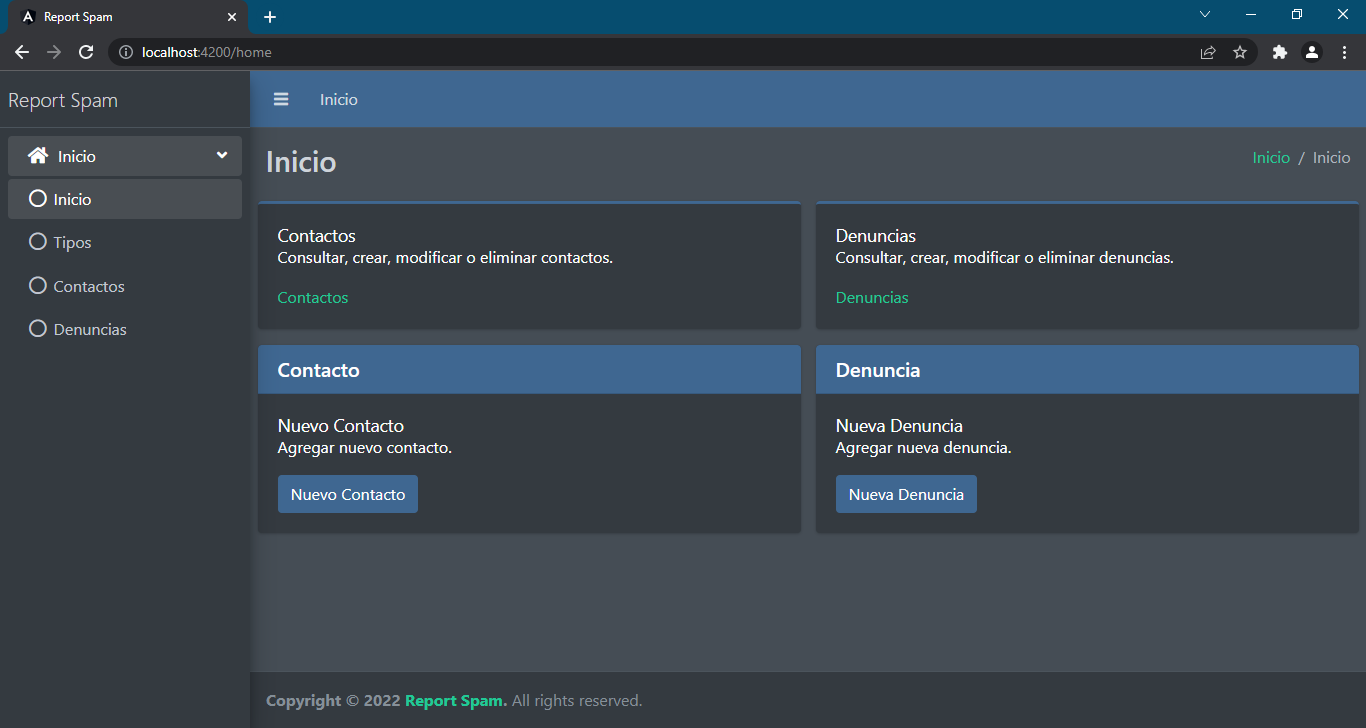 Report Spam
localhost:4200/home
Report Spam
Inicio
Inicio
Inicio
Tipos
Contactos
Denuncias
Inicio
Inicio / Inicio
Contactos
Consultar, crear, modificar o eliminar contactos.
Contactos
Denuncias
Consultar, crear, modificar o eliminar denuncias.
Denuncias
Contacto
Nuevo Contacto
Agregar nuevo contacto.
Nuevo Contacto
Denuncia
Nueva Denuncia
Agregar nueva denuncia.
Nueva Denuncia
Copyright © 2022 Report Spam. All rights reserved.